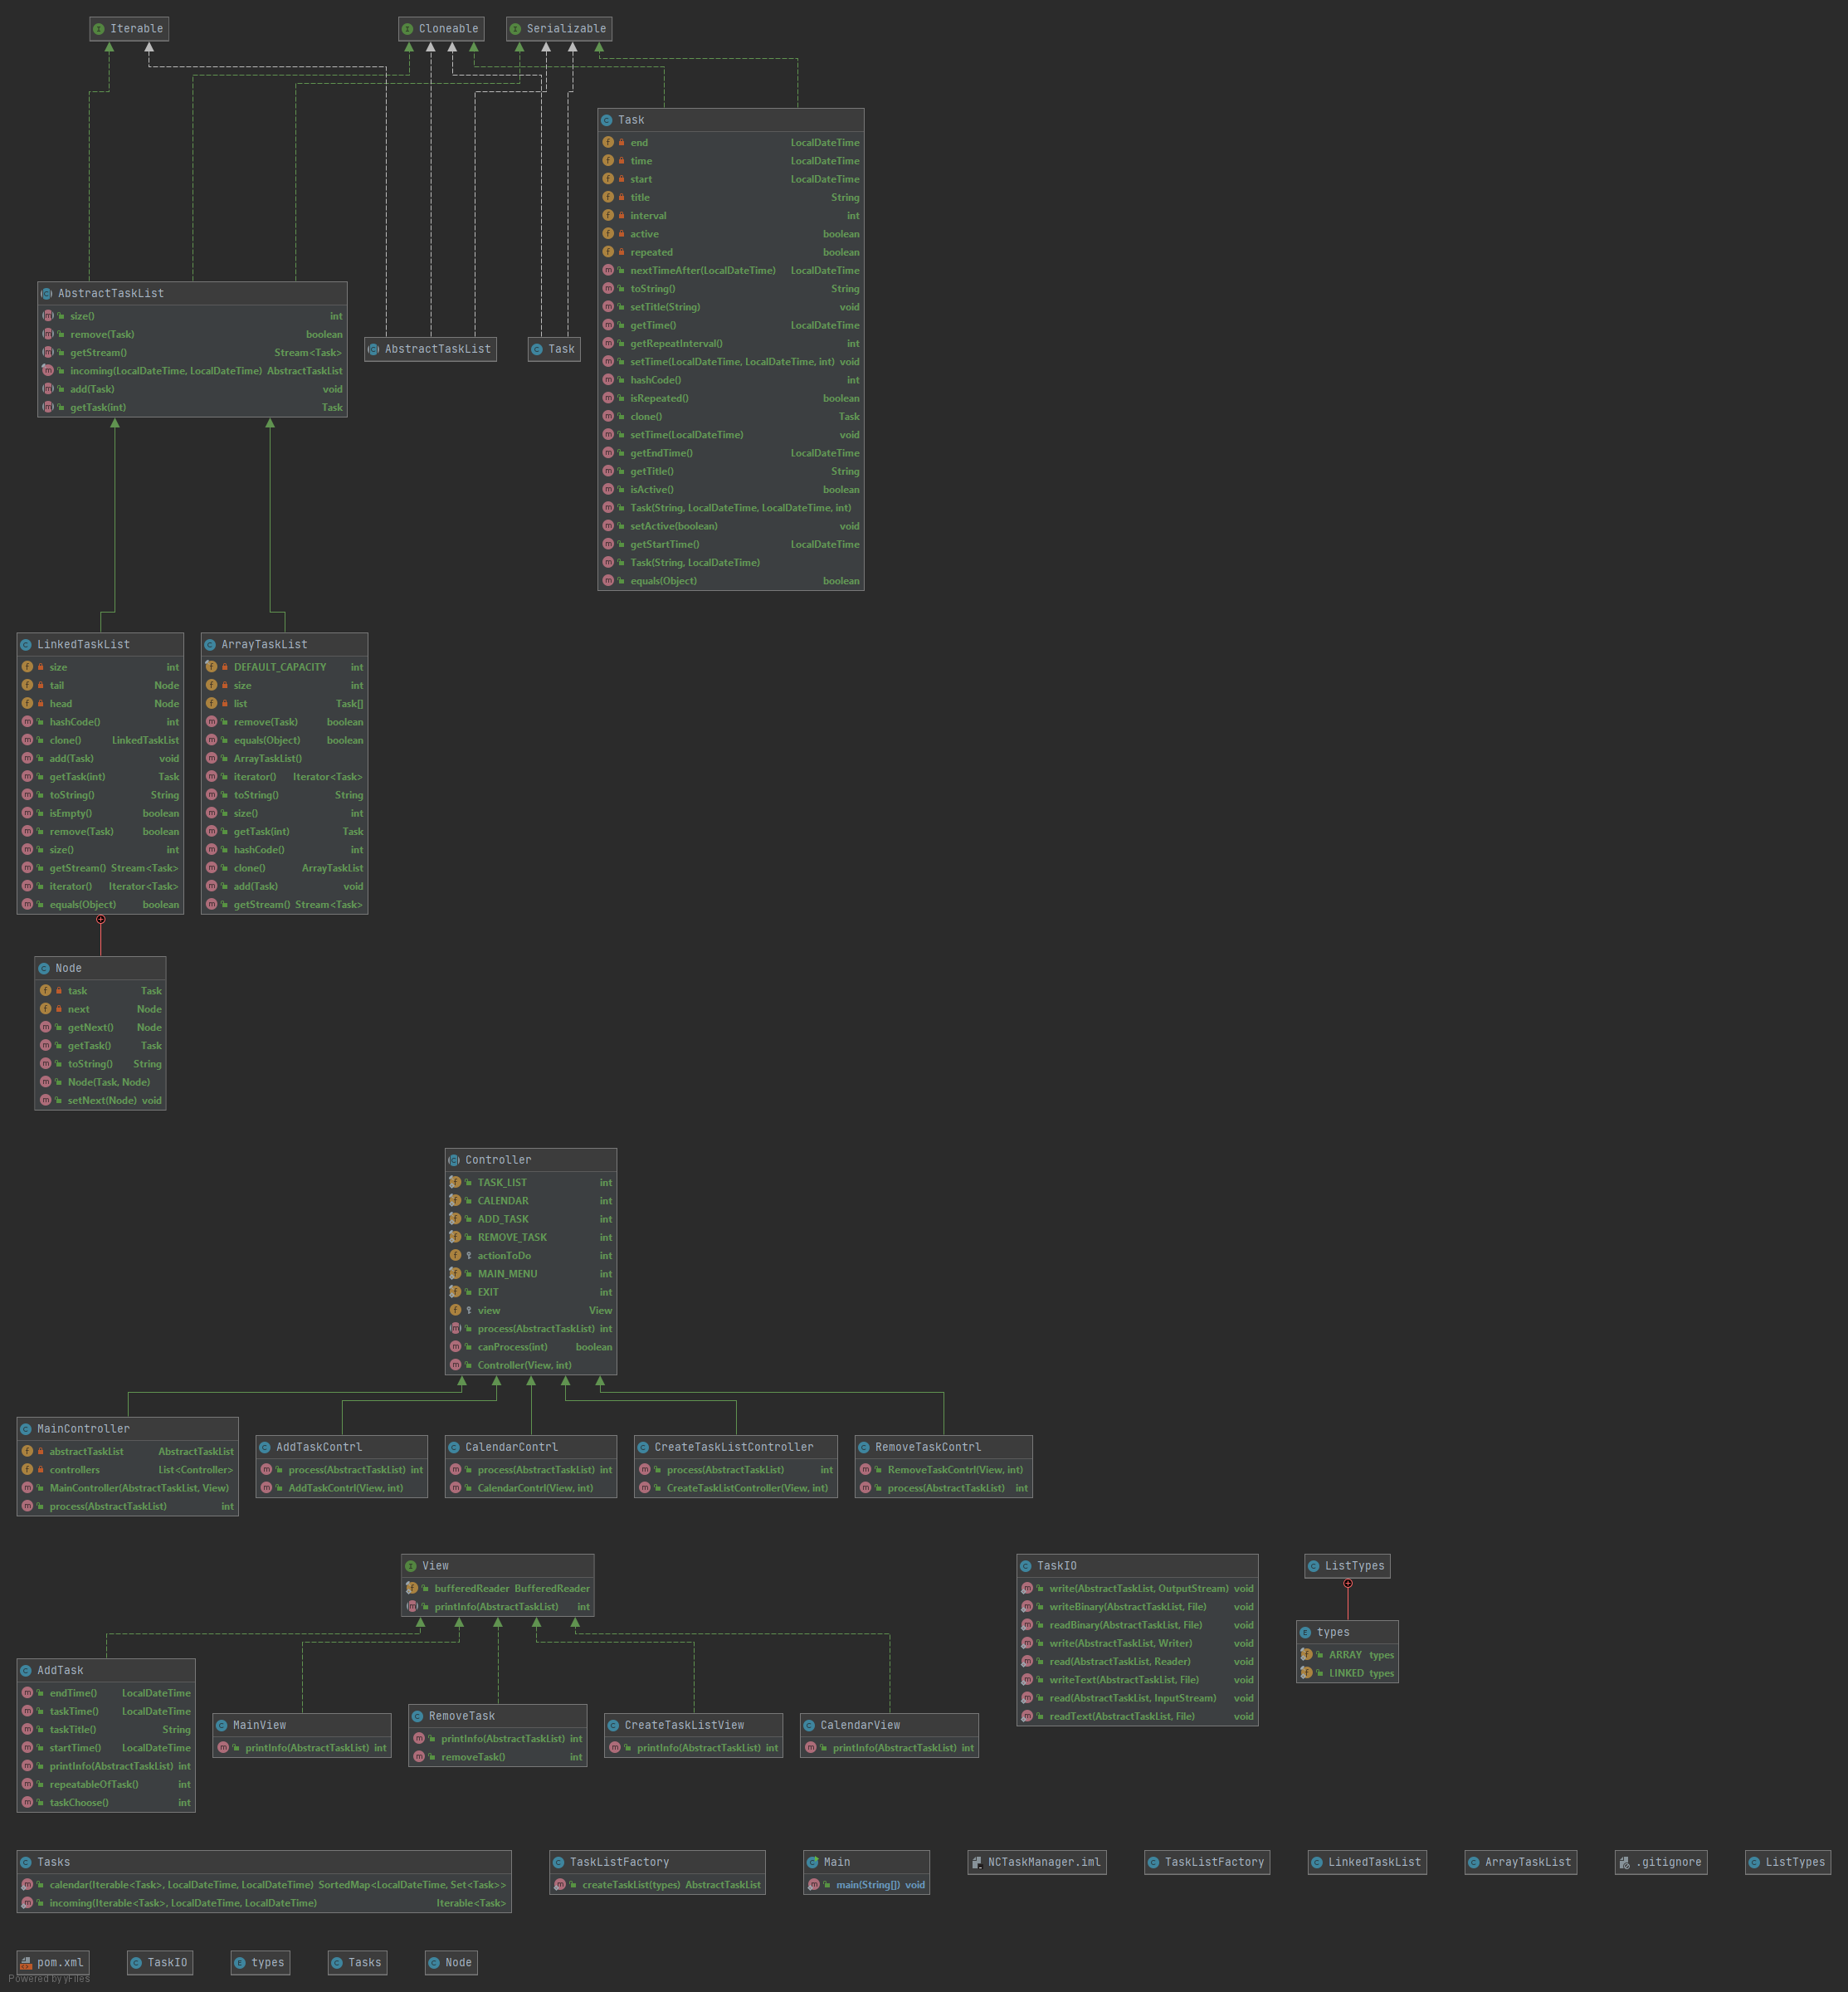 Iterable
Cloneable
Serializable
Task
end LocalDateTime
time LocalDateTime
start LocalDateTime
title String
interval int
active boolean
repeated boolean
nextTimeAfter(LocalDateTime) LocalDateTime
toString() String
setTitle(String) void
getTime() LocalDateTime
getRepeatInterval() int
setTime(LocalDateTime, LocalDateTime, int) void
hashCode() int
isRepeated() boolean
clone() Task
setTime(LocalDateTime) void
getEndTime() LocalDateTime
getTitle() String
isActive() boolean
Task(String, LocalDateTime, LocalDateTime, int)
setActive(boolean) void
getStartTime() LocalDateTime
Task(String, LocalDateTime)
equals(Object) boolean
AbstractTaskList
size() int
remove(Task) boolean
getStream() Stream<Task>
incoming(LocalDateTime, LocalDateTime) AbstractTaskList
add(Task) void
getTask(int) Task
AbstractTaskList
Task
LinkedTaskList
size int
tail Node
head Node
hashCode() int
clone() LinkedTaskList
add(Task) void
getTask(int) Task
toString() String
isEmpty() boolean
remove(Task) boolean
size() int
getStream() Stream<Task>
iterator() Iterator<Task>
equals(Object) boolean
ArrayTaskList
DEFAULT_CAPACITY int
size int
list Task[]
remove(Task) boolean
equals(Object) boolean
ArrayTaskList()
iterator() Iterator<Task>
toString() String
size() int
getTask(int) Task
hashCode() int
clone() ArrayTaskList
add(Task) void
getStream() Stream<Task>
Node
task Task
next Node
getNext() Node
getTask() Task
toString() String
Node(Task, Node)
setNext(Node) void
Controller
TASK_LIST int
CALENDAR int
ADD_TASK int
REMOVE_TASK int
actionToDo int
MAIN_MENU int
EXIT int
view View
process(AbstractTaskList) int
canProcess(int) boolean
Controller(View, int)
MainController
abstractTaskList AbstractTaskList
controllers List<Controller>
MainController(AbstractTaskList, View)
process(AbstractTaskList) int
AddTaskContrl
process(AbstractTaskList) int
AddTaskContrl(View, int)
CalendarContrl
process(AbstractTaskList) int
CalendarContrl(View, int)
CreateTaskListController
process(AbstractTaskList) int
CreateTaskListController(View, int)
RemoveTaskContrl
RemoveTaskContrl(View, int)
process(AbstractTaskList) int
View
bufferedReader BufferedReader
printInfo(AbstractTaskList) int
TaskIO
write(AbstractTaskList, OutputStream) void
writeBinary(AbstractTaskList, File) void
readBinary(AbstractTaskList, File) void
write(AbstractTaskList, Writer) void
read(AbstractTaskList, Reader) void
writeText(AbstractTaskList, File) void
read(AbstractTaskList, InputStream) void
readText(AbstractTaskList, File) void
ListTypes
types
ARRAY types
LINKED types
AddTask
endTime() LocalDateTime
taskTime() LocalDateTime
taskTitle() String
startTime() LocalDateTime
printInfo(AbstractTaskList) int
repeatableOfTask() int
taskChoose() int
MainView
printInfo(AbstractTaskList) int
RemoveTask
printInfo(AbstractTaskList) int
removeTask() int
CreateTaskListView
printInfo(AbstractTaskList) int
CalendarView
printInfo(AbstractTaskList) int
Tasks
calendar(Iterable<Task>, LocalDateTime, LocalDateTime) SortedMap<LocalDateTime, Set<Task>>
incoming(Iterable<Task>, LocalDateTime, LocalDateTime) Iterable<Task>
TaskListFactory
createTaskList(types) AbstractTaskList
Main
main(String[]) void
NCTaskManager.iml
TaskListFactory
LinkedTaskList
ArrayTaskList
.gitignore
ListTypes
pom.xml
TaskIO
types
Tasks
Node
Powered by yFiles